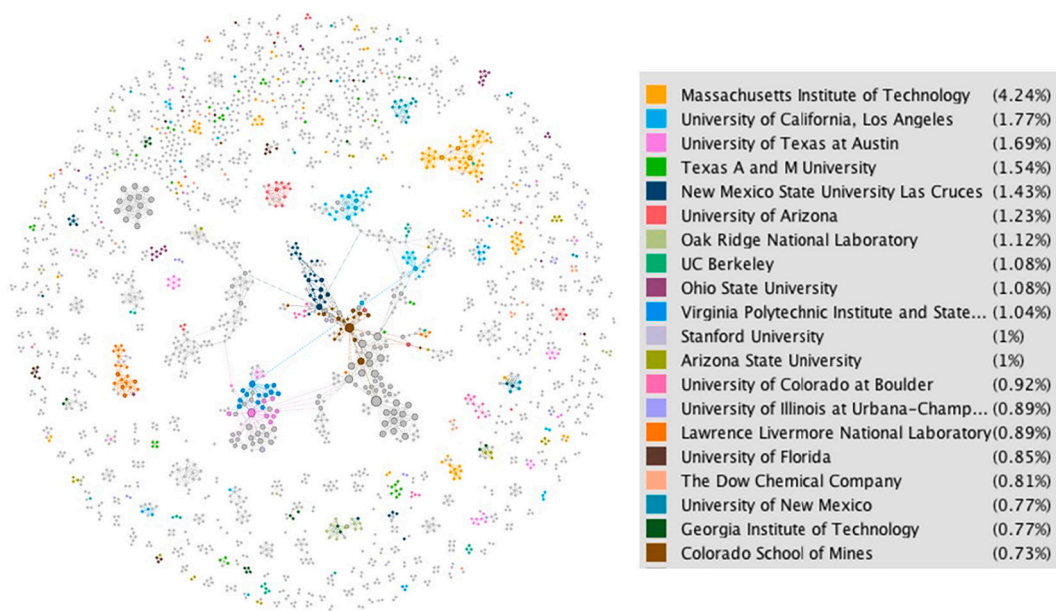 Massachusetts Institute of Technology (4.24%)
University of California, Los Angeles (1.77%)
University of Texas at Austin (1.69%)
Texas A and M University (1.54%)
New Mexico State University Las Cruces (1.43%)
University of Arizona (1.23%)
Oak Ridge National Laboratory (1.12%)
UC Berkeley (1.08%)
Ohio State University (1.08%)
Virginia Polytechnic Institute and State... (1.04%)
Stanford University (1%)
Arizona State University (1%)
University of Colorado at Boulder (0.92%)
University of Illinois at Urbana-Champ... (0.89%)
Lawrence Livermore National Laboratory (0.89%)
University of Florida (0.85%)
The Dow Chemical Company (0.81%)
University of New Mexico (0.77%)
Georgia Institute of Technology (0.77%)
Colorado School of Mines (0.73%)